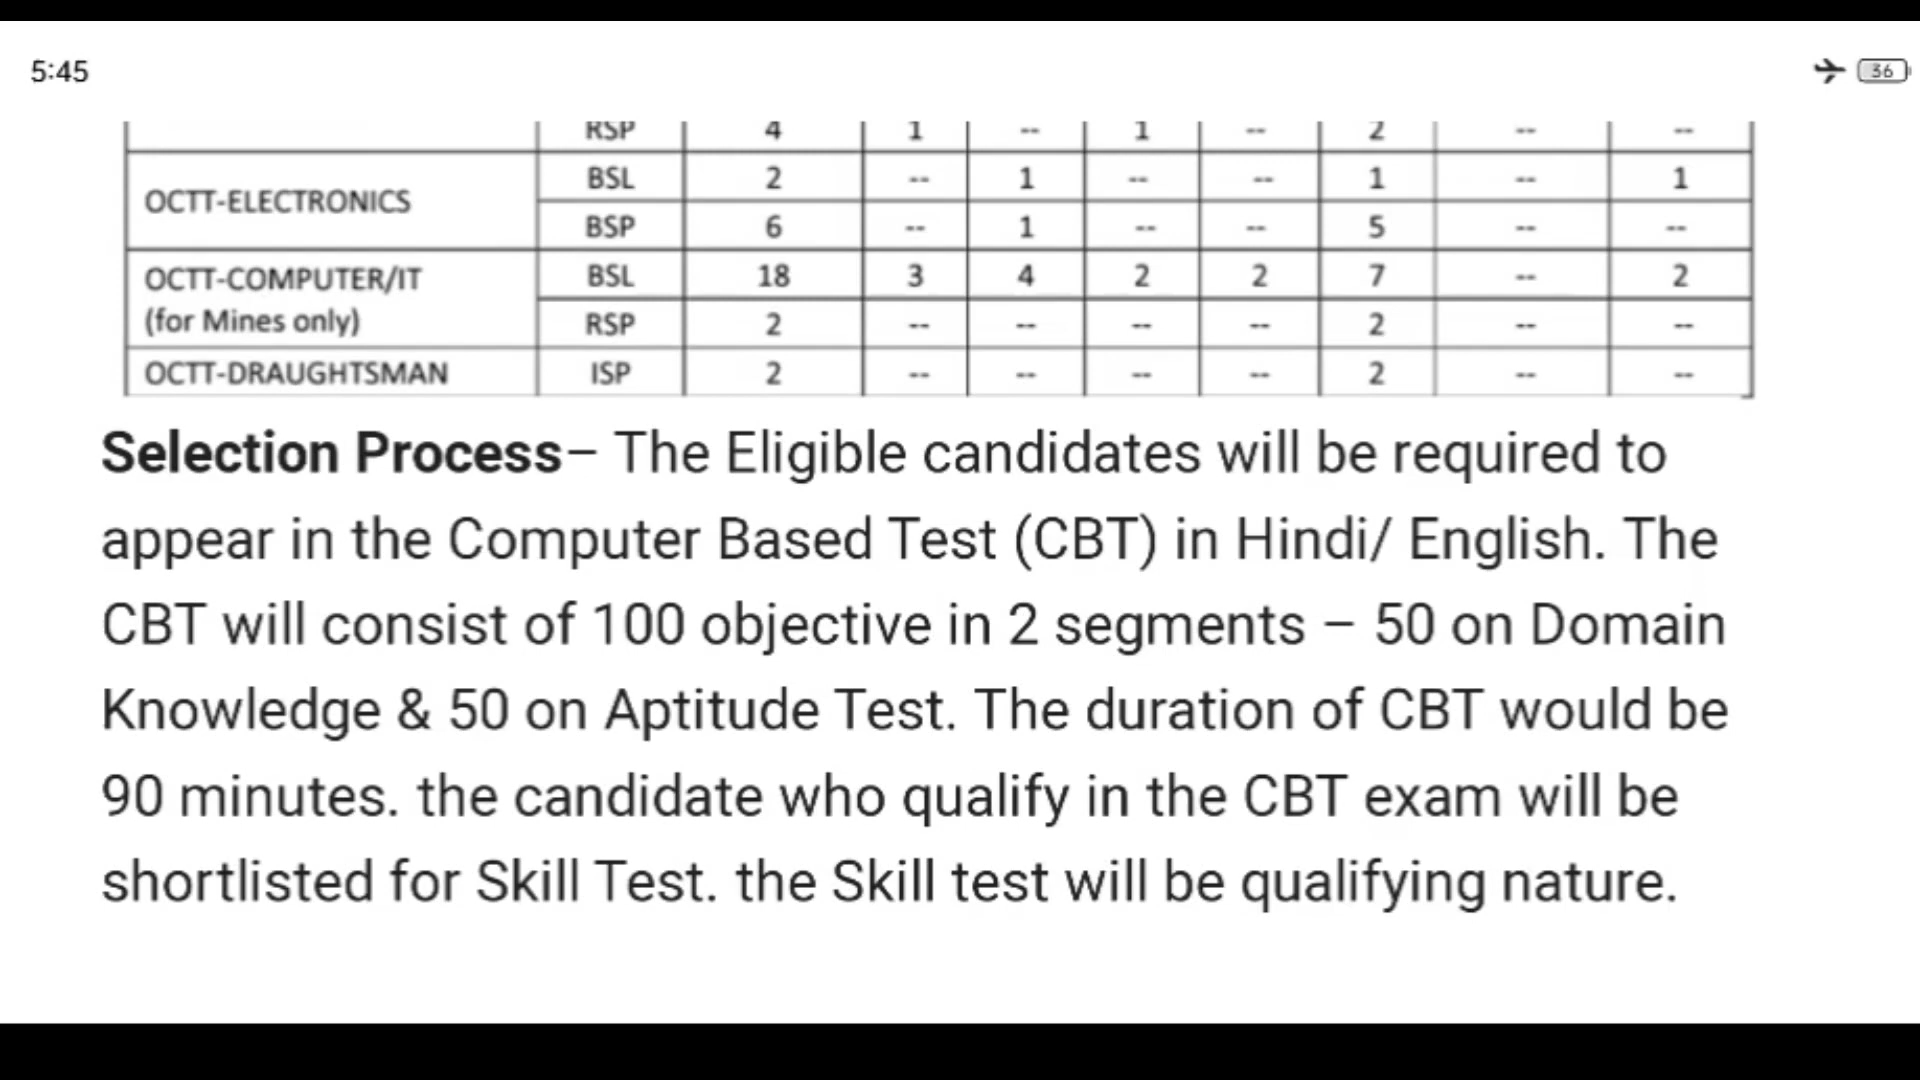 5:45
36
RSP 4 1 -- 1 -- 2 -- --
OCTT-ELECTRONICS
BSL 2 -- 1 -- -- 1 -- 1
BSP 6 -- 1 -- -- 5 -- --
OCTT-COMPUTER/IT
(for Mines only)
BSL 18 3 4 2 2 7 -- 2
RSP 2 -- -- -- -- 2 -- --
OCTT-DRAUGHTSMAN ISP 2 -- -- -- -- 2 -- --
Selection Process– The Eligible candidates will be required to
appear in the Computer Based Test (CBT) in Hindi/ English. The
CBT will consist of 100 objective in 2 segments – 50 on Domain
Knowledge & 50 on Aptitude Test. The duration of CBT would be
90 minutes. the candidate who qualify in the CBT exam will be
shortlisted for Skill Test. the Skill test will be qualifying nature.